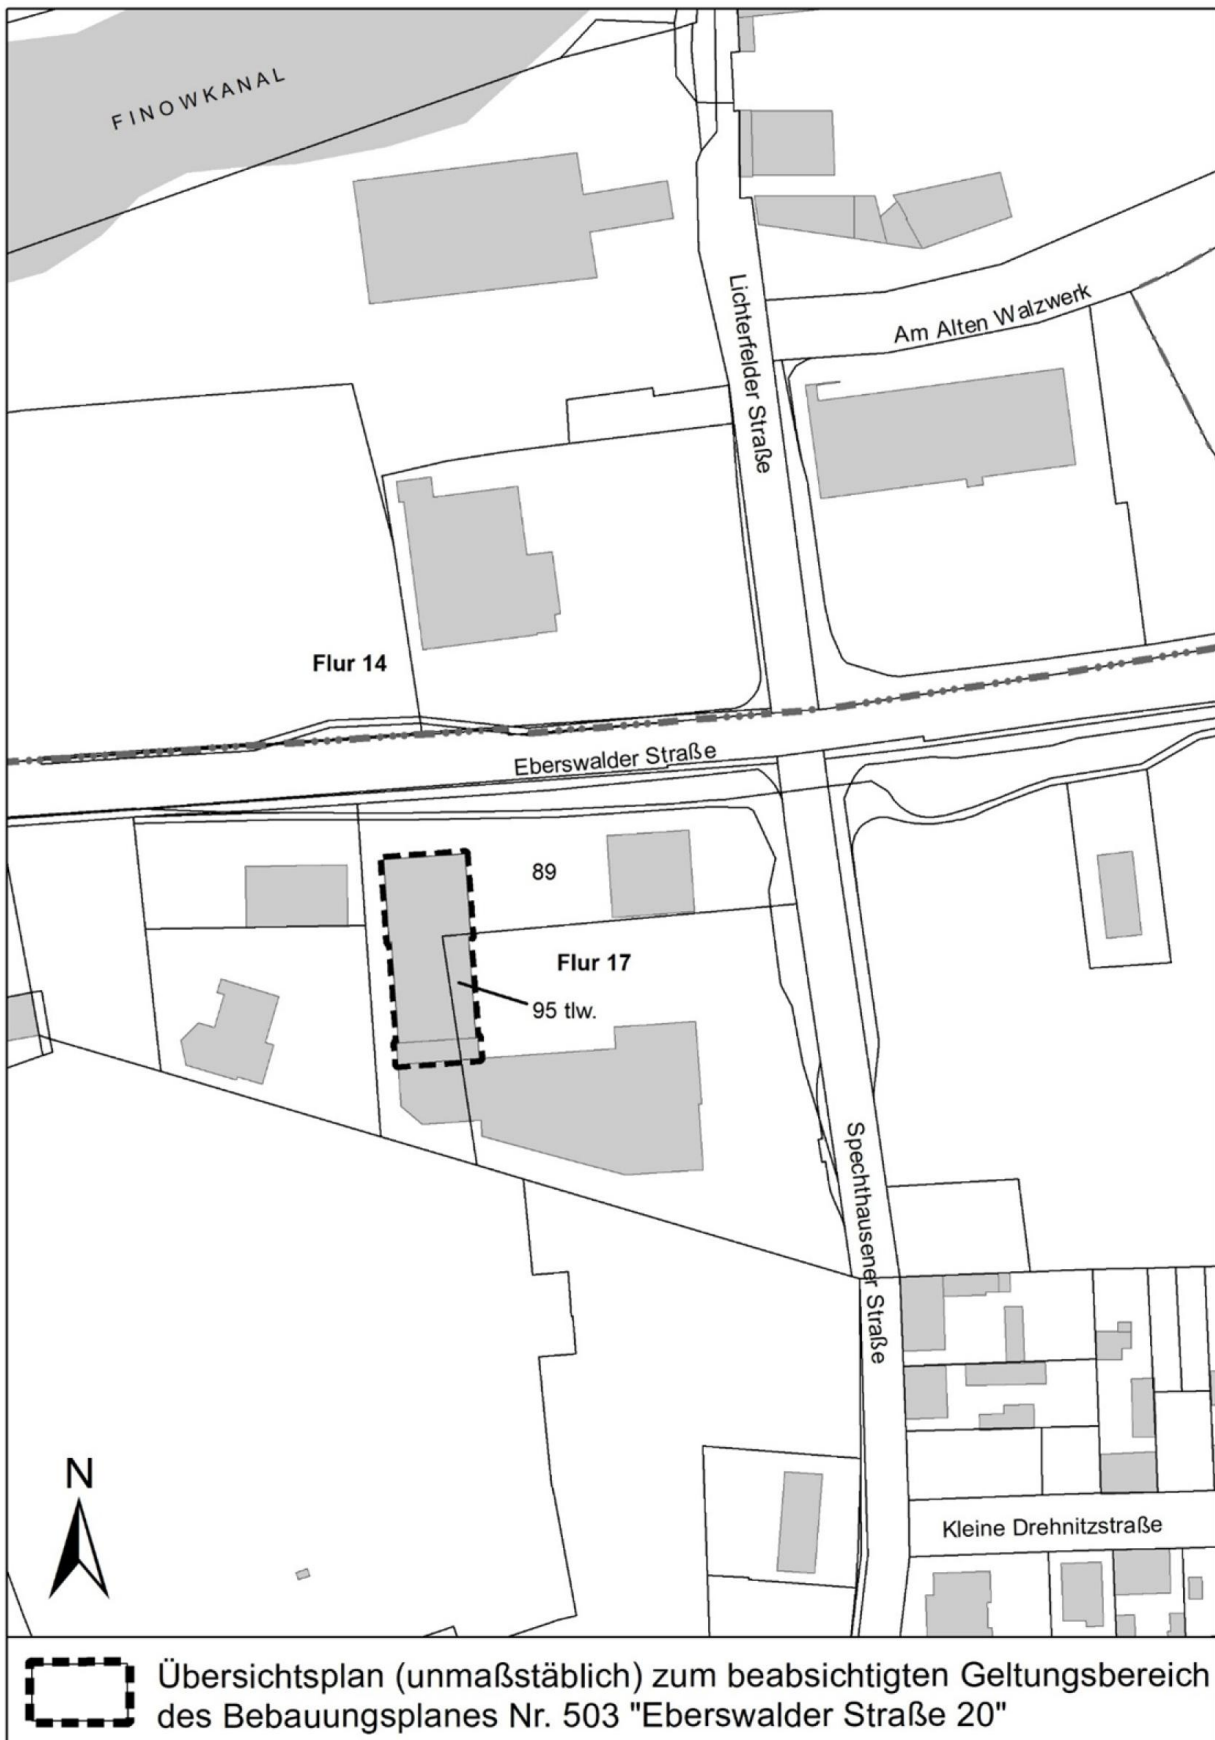 FINOWKANAL
Lichterfelder Straße
Am Alten Walzwerk
Flur 14
Eberswalder Straße
89
Flur 17
95 tlw.
Spechthausener Straße
N
Kleine Drehnitzstraße
Übersichtsplan (unmaßstäblich) zum beabsichtigten Geltungsbereich
des Bebauungsplanes Nr. 503 "Eberswalder Straße 20"